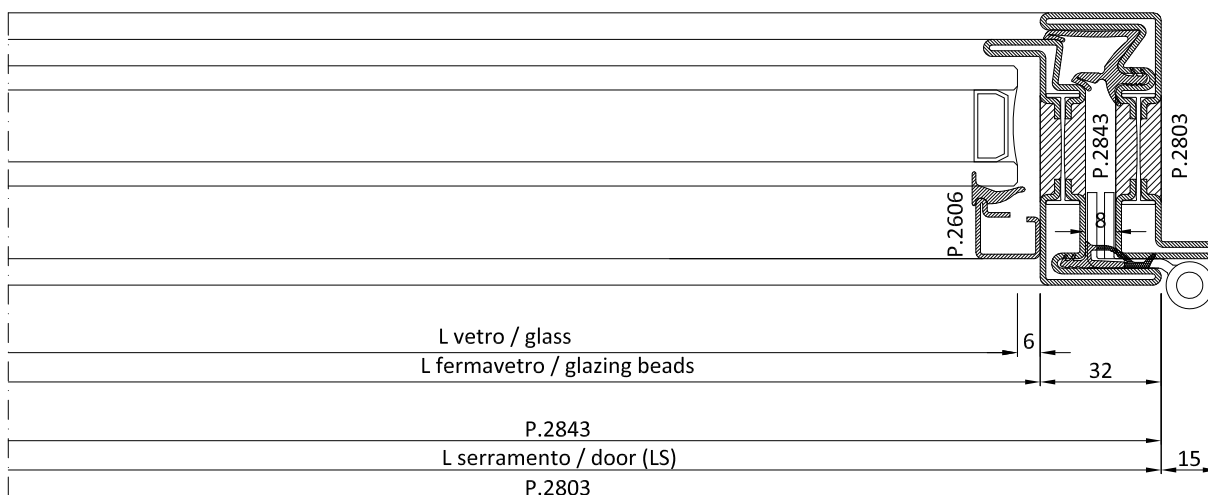 P.2843
P.2803
P.2606
8
L vetro / glass
6
L fermavetro / glazing beads
32
P.2843
L serramento / door (LS)
15
P.2803